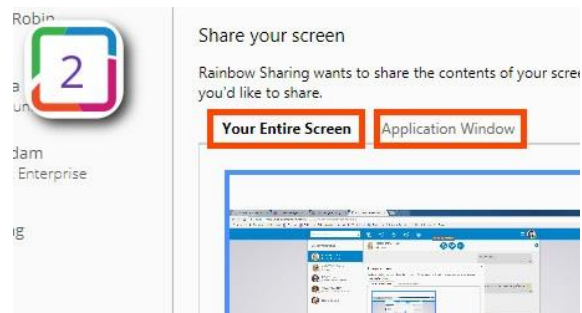 Robin
2
Share your screen
Rainbow Sharing wants to share the contents of your scre
you'd like to share.
Your Entire Screen
Application Window
dam
Enterprise